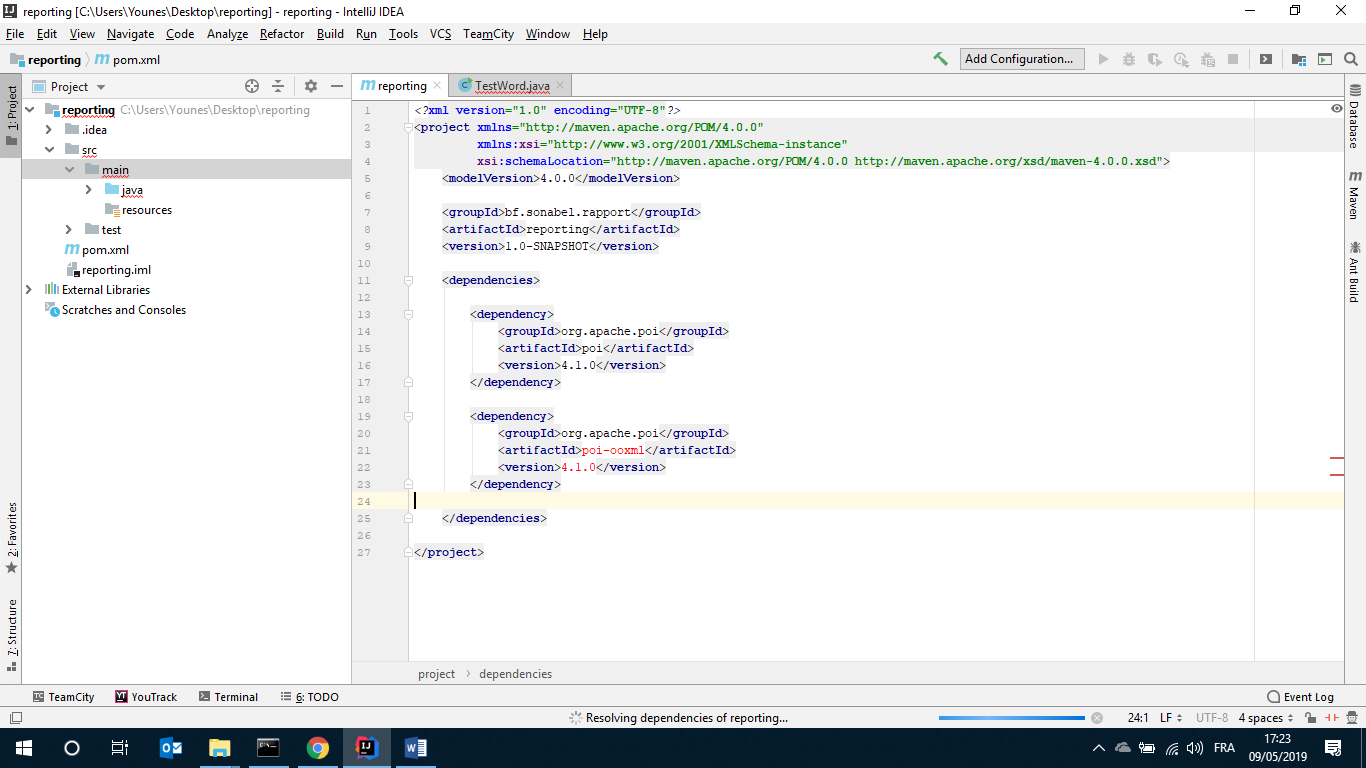 reporting [C:\Users\Younes\Desktop\reporting] - reporting - IntelliJ IDEA
File Edit View Navigate Code Analyze Refactor Build Run Tools VCS TeamCity Window Help
reporting pom.xml
Add Configuration...
1: Project
2: Favorites
7: Structure
Project
reporting C:\Users\Younes\Desktop\reporting
.idea
src
main
java
resources
test
pom.xml
reporting.iml
External Libraries
Scratches and Consoles
reporting TestWord.java
1 <?xml version="1.0" encoding="UTF-8"?>
2 <project xmlns="http://maven.apache.org/POM/4.0.0"
3 xmlns:xsi="http://www.w3.org/2001/XMLSchema-instance"
4 xsi:schemaLocation="http://maven.apache.org/POM/4.0.0 http://maven.apache.org/xsd/maven-4.0.0.xsd">
5 <modelVersion>4.0.0</modelVersion>
6
7 <groupId>bf.sonabel.rapport</groupId>
8 <artifactId>reporting</artifactId>
9 <version>1.0-SNAPSHOT</version>
10
11 <dependencies>
12
13 <dependency>
14 <groupId>org.apache.poi</groupId>
15 <artifactId>poi</artifactId>
16 <version>4.1.0</version>
17 </dependency>
18
19 <dependency>
20 <groupId>org.apache.poi</groupId>
21 <artifactId>poi-ooxml</artifactId>
22 <version>4.1.0</version>
23 </dependency>
24
25 </dependencies>
26
27 </project>
project dependencies
Database
Maven
Ant Build
TeamCity YouTrack Terminal 6: TODO Event Log
Resolving dependencies of reporting... 24:1 LF UTF-8 4 spaces
FRA
17:23
09/05/2019